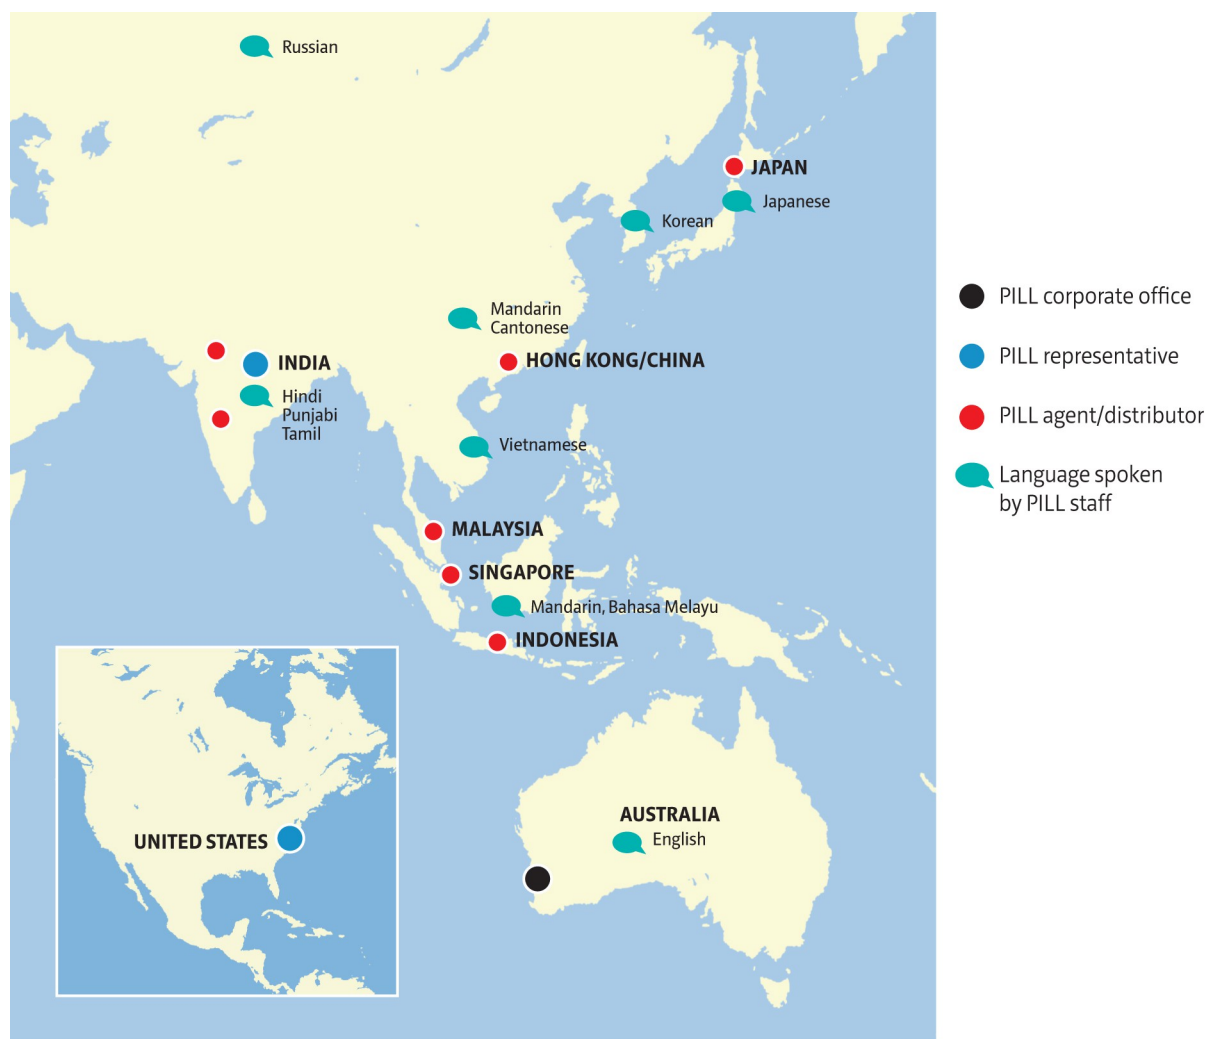 Russian
JAPAN
Japanese
Korean
Mandarin
Cantonese
HONG KONG/CHINA
INDIA
Hindi
Punjabi
Tamil
Vietnamese
MALAYSIA
SINGAPORE
Mandarin, Bahasa Melayu
INDONESIA
UNITED STATES
AUSTRALIA
English
PILL corporate office
PILL representative
PILL agent/distributor
Language spoken
by PILL staff